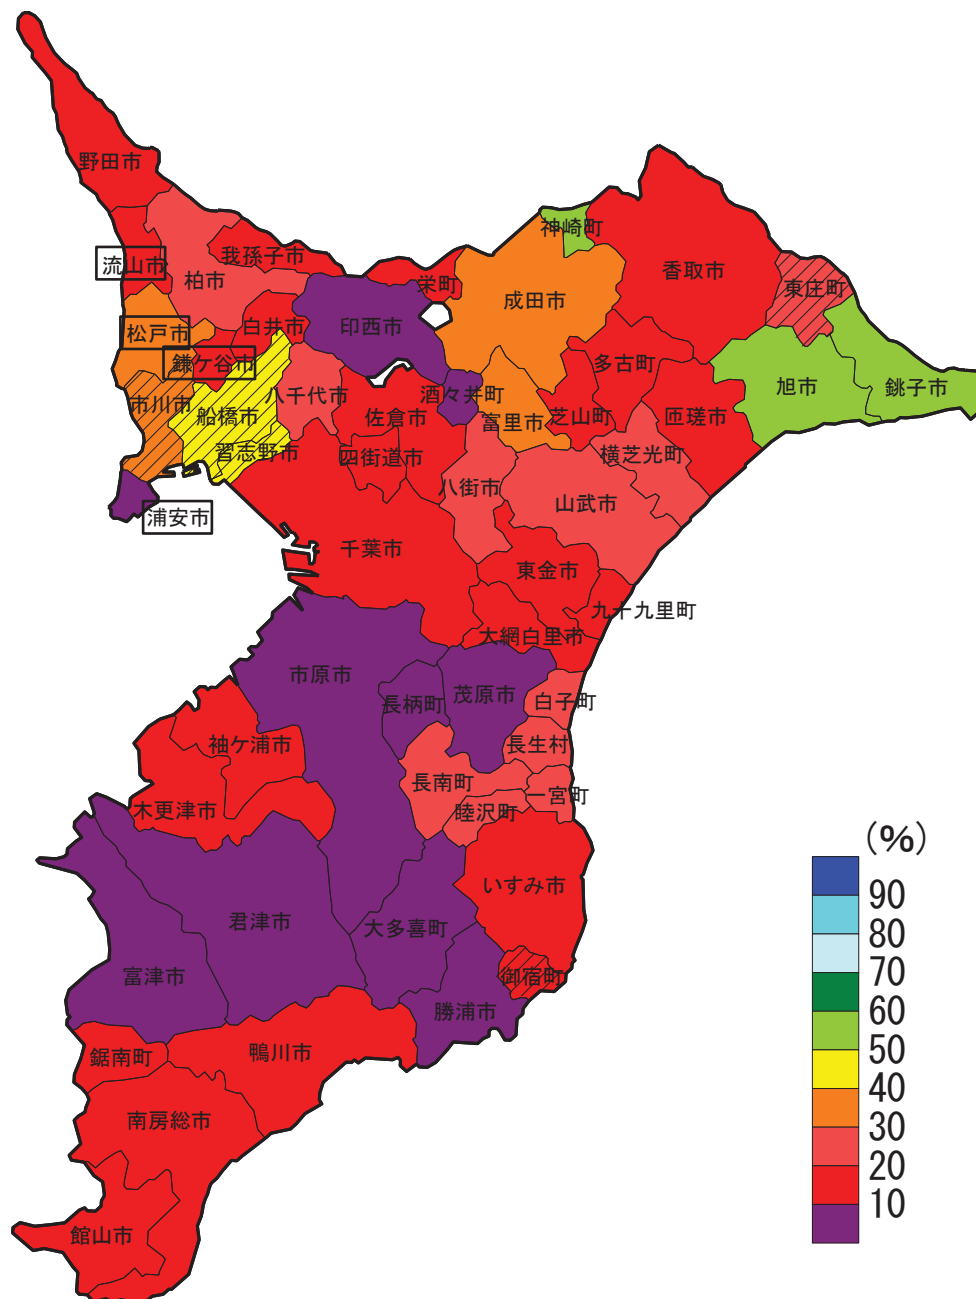 野田市
神崎町
流山市
我孫子市
柏市
栄町
香取市
東庄町
成田市
松戸市
白井市
印西市
鎌ケ谷市
多古町
旭市
銚子市
市川市
船橋市
八千代市
酒々井町
佐倉市
富里市
芝山町
匝瑳市
習志野市
四街道市
横芝光町
八街市
山武市
浦安市
千葉市
東金市
九十九里町
大網白里市
市原市
長柄町
茂原市
白子町
袖ケ浦市
長生村
長南町
一宮町
木更津市
睦沢町
いすみ市
君津市
大多喜町
富津市
御宿町
勝浦市
鋸南町
鴨川市
南房総市
館山市
(%)
90
80
70
60
50
40
30
20
10